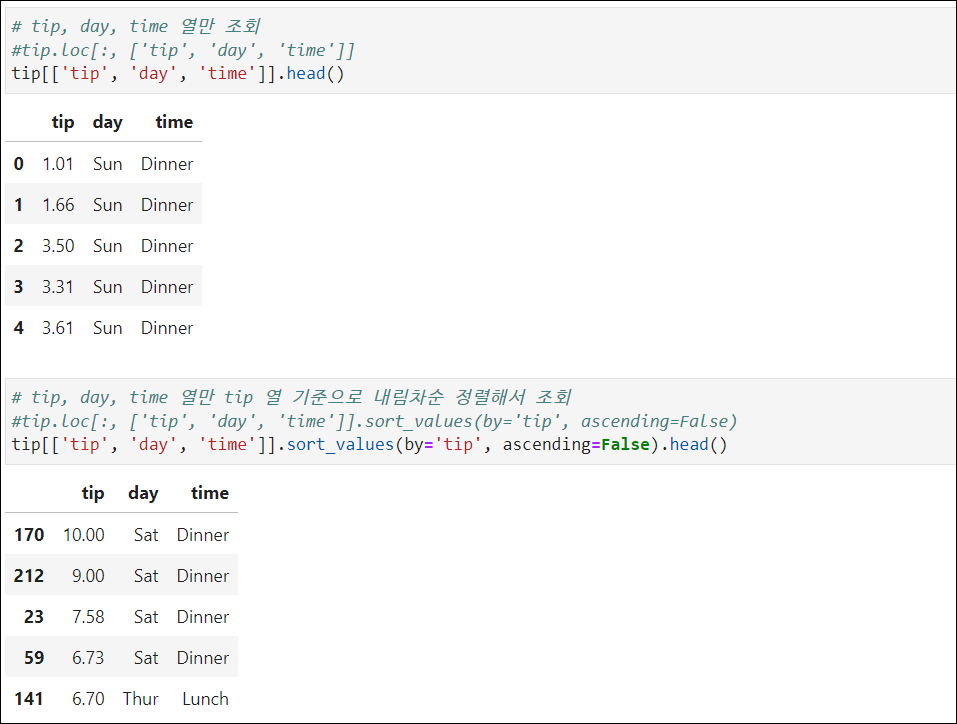 # tip, day, time 열만 조회
#tip.loc[:, ['tip', 'day', 'time']]
tip[['tip', 'day', 'time']].head()
tip day time
0 1.01 Sun Dinner
1 1.66 Sun Dinner
2 3.50 Sun Dinner
3 3.31 Sun Dinner
4 3.61 Sun Dinner
# tip, day, time 열만 tip 열 기준으로 내림차순 정렬해서 조회
#tip.loc[:, ['tip', 'day', 'time']].sort_values(by='tip', ascending=False)
tip[['tip', 'day', 'time']].sort_values(by='tip', ascending=False).head()
tip day time
170 10.00 Sat Dinner
212 9.00 Sat Dinner
23 7.58 Sat Dinner
59 6.73 Sat Dinner
141 6.70 Thur Lunch